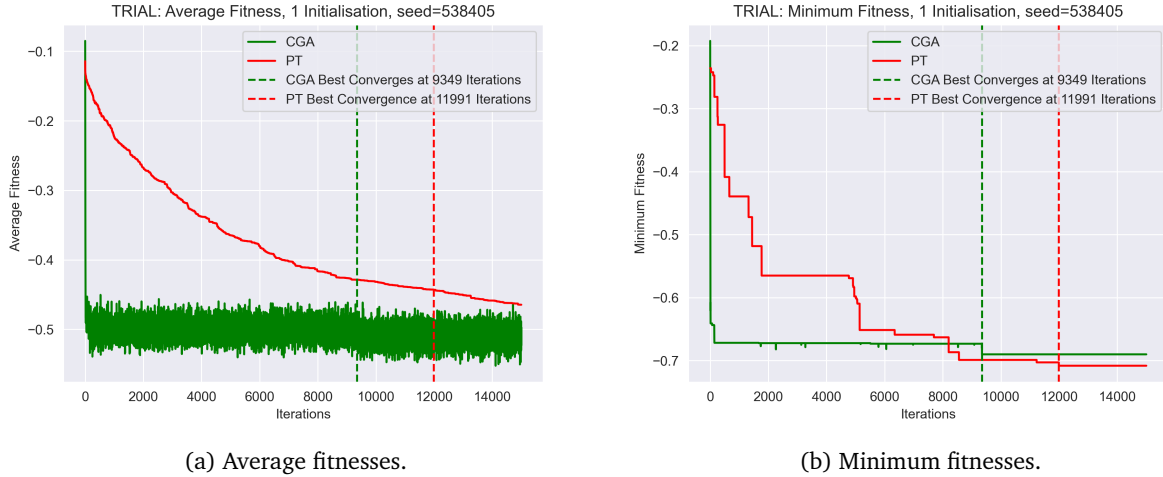 TRIAL: Average Fitness, 1 Initialisation, seed=538405
CGA
PT
CGA Best Converges at 9349 Iterations
PT Best Convergence at 11991 Iterations
Average Fitness
−0.1
−0.2
−0.3
−0.4
−0.5
0 2000 4000 6000 8000 10000 12000 14000
Iterations
(a) Average fitnesses.
TRIAL: Minimum Fitness, 1 Initialisation, seed=538405
CGA
PT
CGA Best Converges at 9349 Iterations
PT Best Convergence at 11991 Iterations
Minimum Fitness
−0.2
−0.3
−0.4
−0.5
−0.6
−0.7
0 2000 4000 6000 8000 10000 12000 14000
Iterations
(b) Minimum fitnesses.